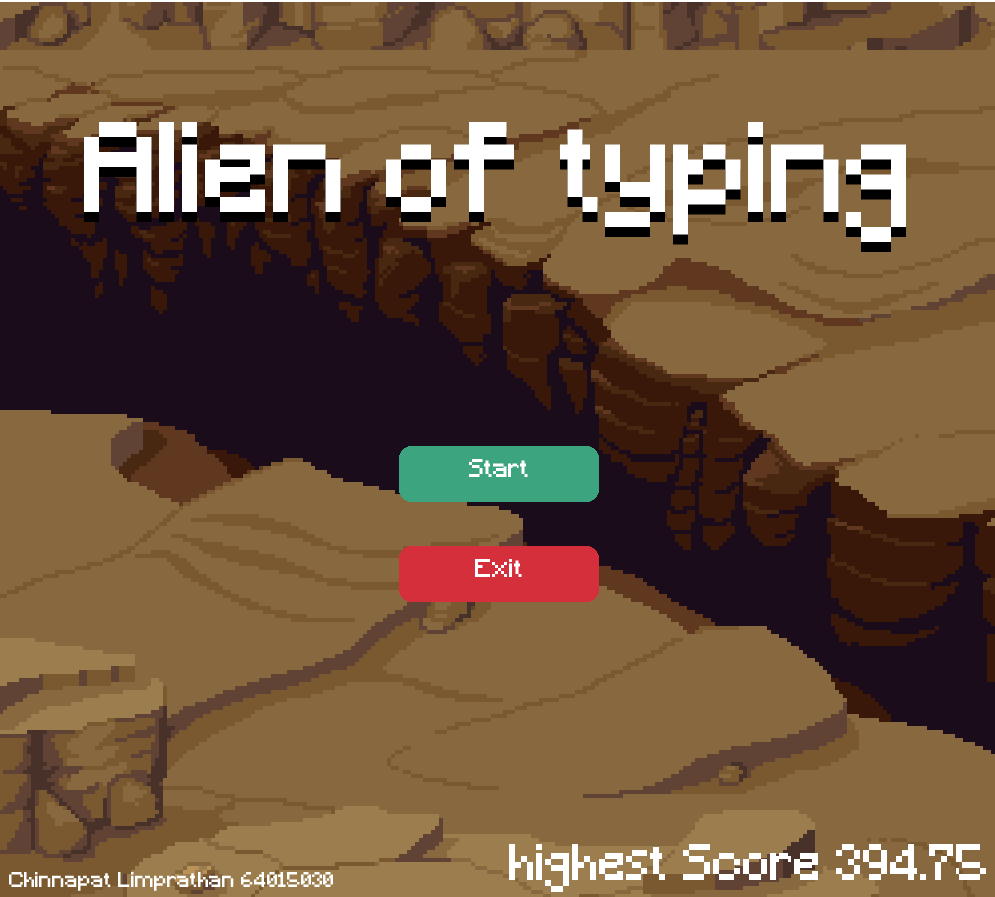 Alien of typing
Start
Exit
highest Score 394.75
Chinnapat Limprathan 64015030